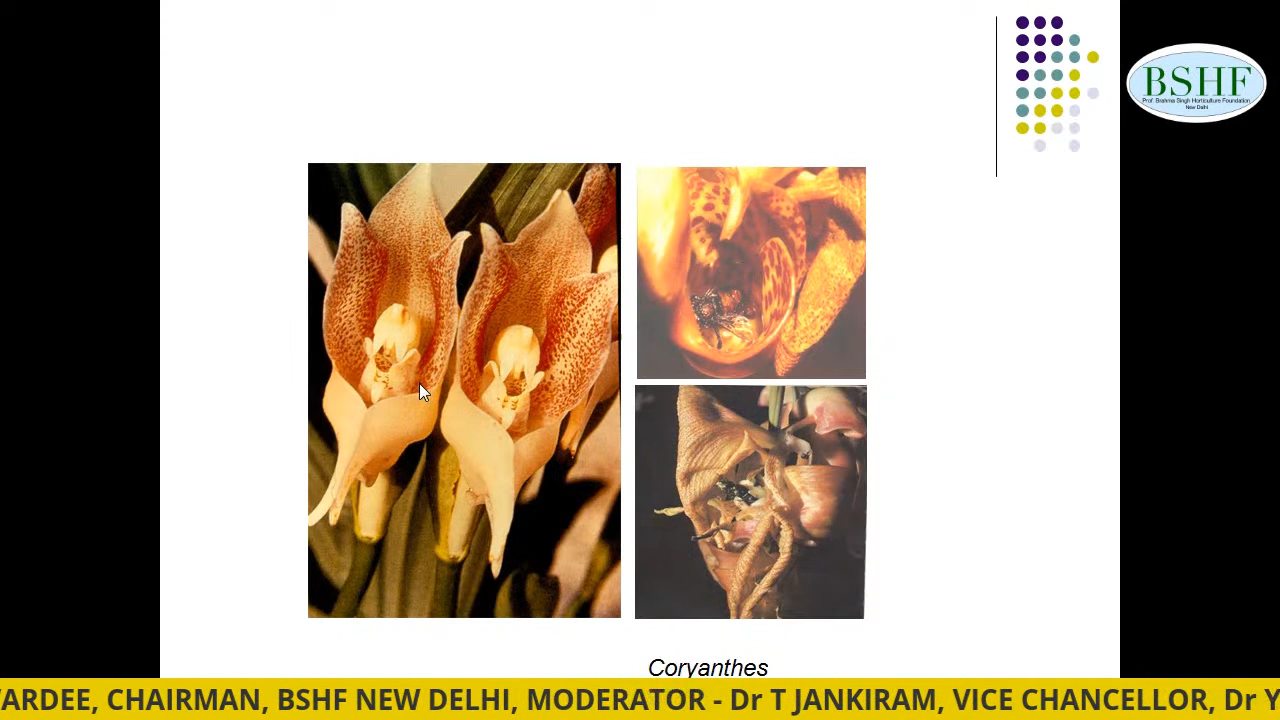 BSHF
Prof. Brahma Singh Horticulture Foundation
New Delhi
Coryanthes
ARDEE, CHAIRMAN, BSHF NEW DELHI, MODERATOR - Dr T JANKIRAM, VICE CHANCELLOR, Dr Y